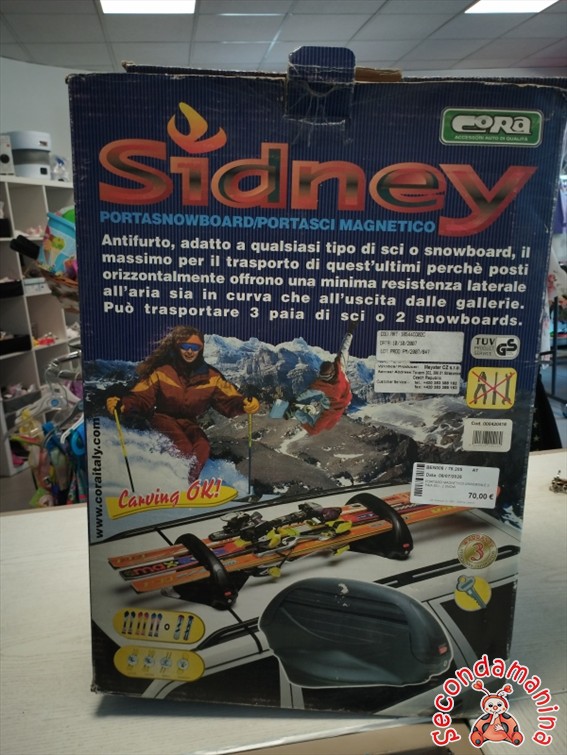 CORA
ACCESSORI AUTO DI QUALITÀ
Sidney
PORTASNOWBOARD/PORTASCI MAGNETICO
Antifurto, adatto a qualsiasi tipo di sci o snowboard, il
massimo per il trasporto di quest'ultimi perchè posti
orizzontalmente offrono una minima resistenza laterale
all'aria sia in curva che all'uscita dalle gallerie.
Può trasportare 3 paia di sci o 2 snowboards.
TÜV
GS
www.coraitaly.com
Carving OK!
70,00 €
3
Secondamanina